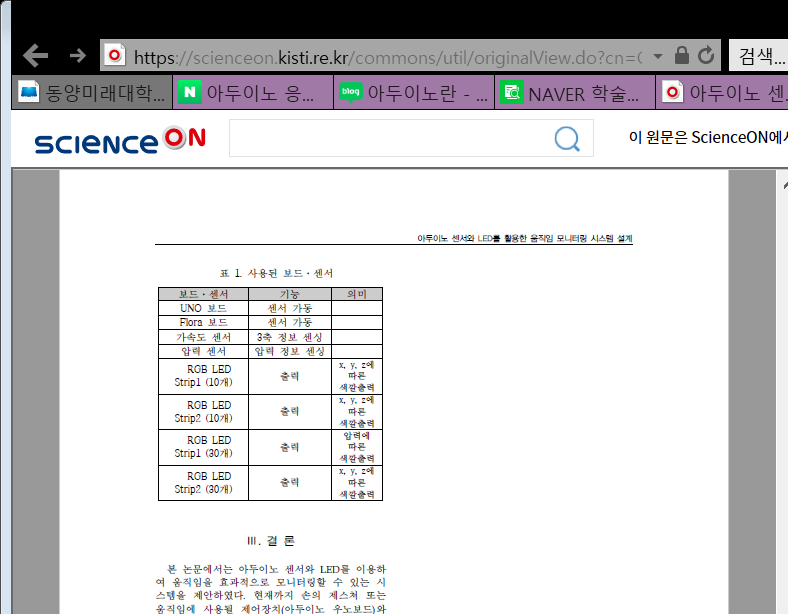 https://scienceon.kisti.re.kr/commons/util/originalView.do?cn=
검색...
동양미래대학...
N 아두이노 응...
blog 아두이노란 - ...
NAVER 학술...
아두이노 센
SCIENCE ON
이 원문은 ScienceON에서
아두이노 센서와 LED를 활용한 움직임 모니터링 시스템 설계
표 1. 사용된 보드·센서
보드·센서 기능 의미
UNO 보드 센서 가동
Flora 보드 센서 가동
가속도 센서 3축 정보 센싱
압력 센서 압력 정보 센싱
RGB LED Strip1 (10개) 출력 x, y, z에 따른 색깔출력
RGB LED Strip2 (10개) 출력 x, y, z에 따른 색깔출력
RGB LED Strip1 (30개) 출력 압력에 따른 색깔출력
RGB LED Strip2 (30개) 출력 x, y, z에 따른 색깔출력
III. 결 론
본 논문에서는 아두이노 센서와 LED를 이용하
여 움직임을 효과적으로 모니터링할 수 있는 시
스템을 제안하였다. 현재까지 손의 제스처 또는
움직임에 사용될 제어장치(아두이노 우노보드)와